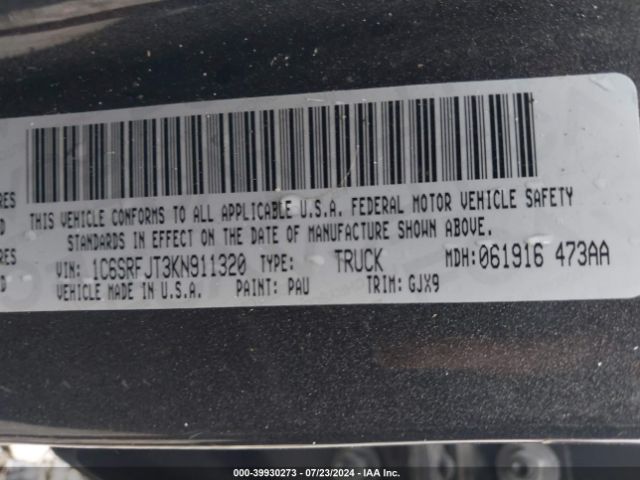 RES
D
RES
D
THIS VEHICLE CONFORMS TO ALL APPLICABLE U.S.A. FEDERAL MOTOR VEHICLE SAFETY
STANDARDS IN EFFECT ON THE DATE OF MANUFACTURE SHOWN ABOVE.
VIN: 1C6SRFJT3KN911320 TYPE: TRUCK MDH:061916 473AA
VEHICLE MADE IN U.S.A. PAINT: PAU TRIM: GJX9
000-39930273 - 07/23/2024 - IAA Inc.